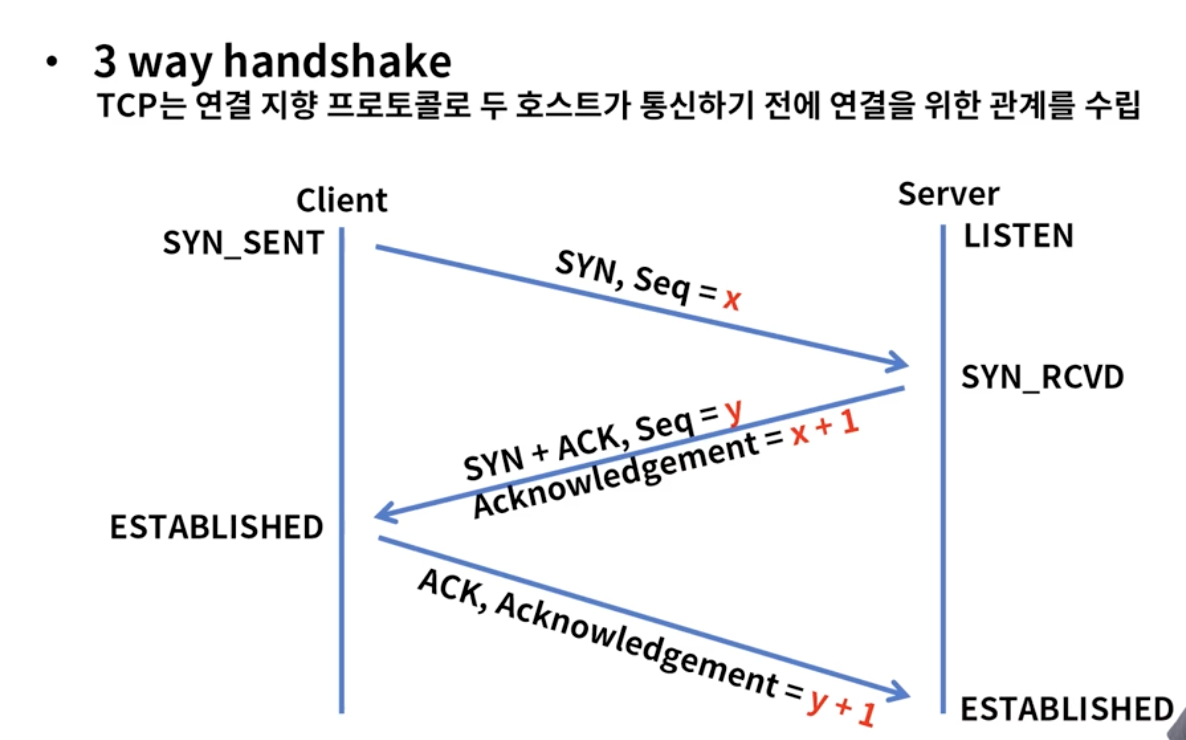 • 3 way handshake
TCP는 연결 지향 프로토콜로 두 호스트가 통신하기 전에 연결을 위한 관계를 수립
Client
Server
SYN_SENT
LISTEN
SYN, Seq = x
SYN_RCVD
SYN + ACK, Seq = y
Acknowledgement = x + 1
ESTABLISHED
ACK, Acknowledgement = y + 1
ESTABLISHED